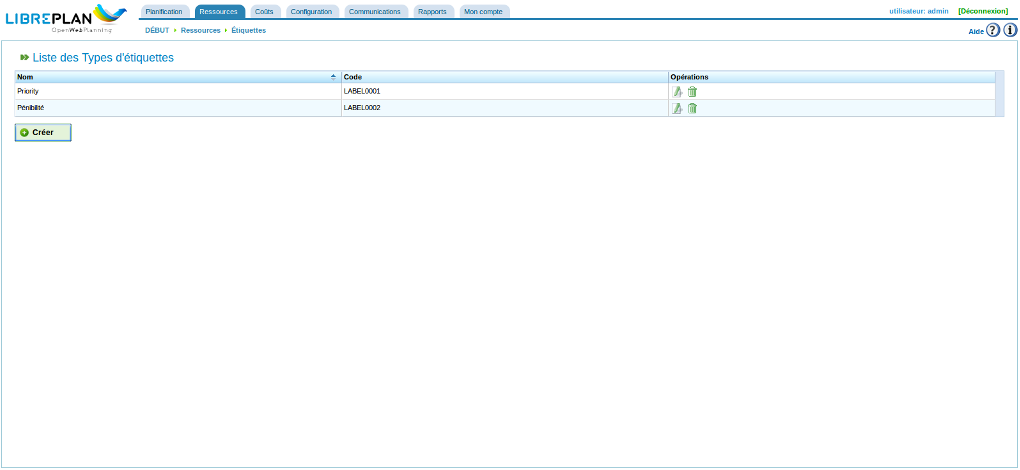 LIBREPLAN
OpenWebPlanning
Planification Ressources Coûts Configuration Communications Rapports Mon compte
utilisateur: admin [Déconnexion]
DÉBUT Ressources Étiquettes
Aide
Liste des Types d'étiquettes
Nom Code Opérations
Priority LABEL0001
Pénibilité LABEL0002
Créer